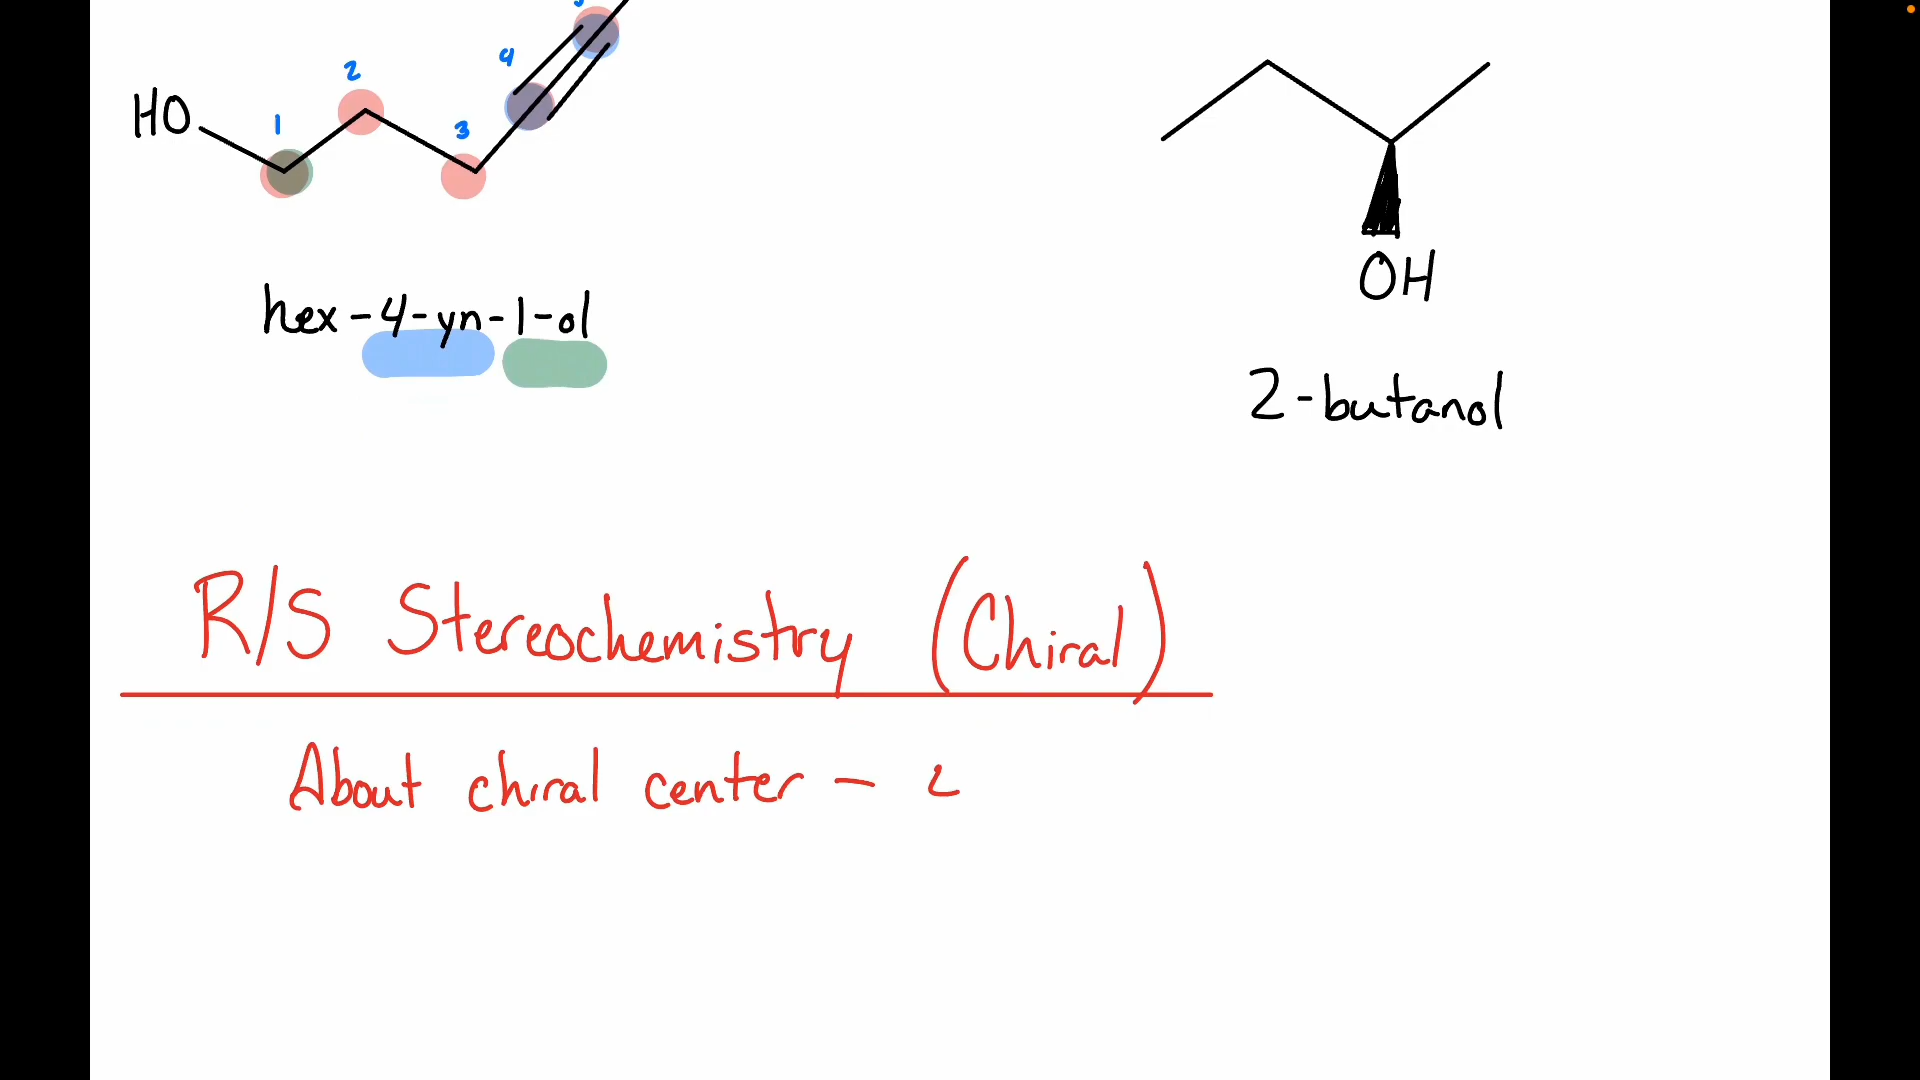 4
2
1
3
HO
OH
hex-4-yn-1-ol
2-butanol
R/S Stereochemistry (Chiral)
About chiral center -